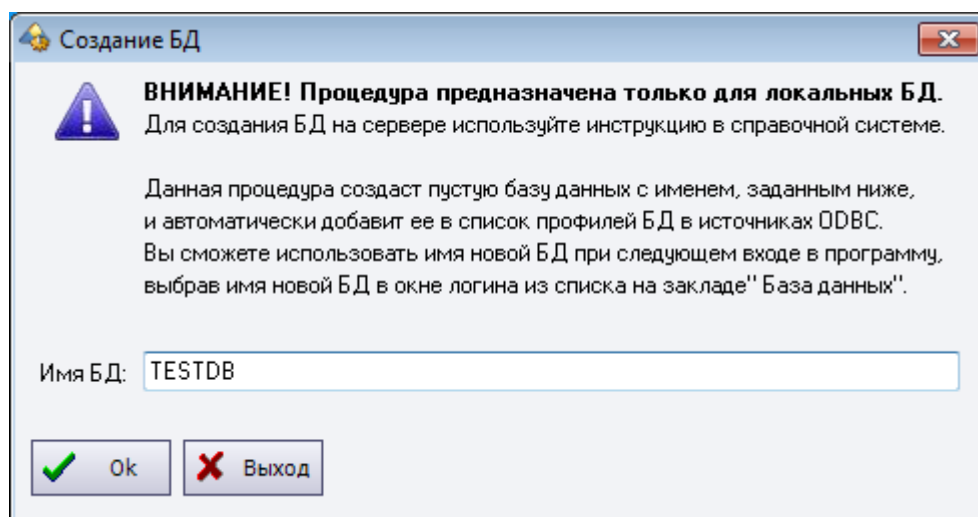 Создание БД
ВНИМАНИЕ! Процедура предназначена только для локальных БД.
Для создания БД на сервере используйте инструкцию в справочной системе.
Данная процедура создаст пустую базу данных с именем, заданным ниже,
и автоматически добавит ее в список профилей БД в источниках ODBC.
Вы сможете использовать имя новой БД при следующем входе в программу,
выбрав имя новой БД в окне логина из списка на закладе" База данных".
Имя БД: TESTDB
Ok Выход